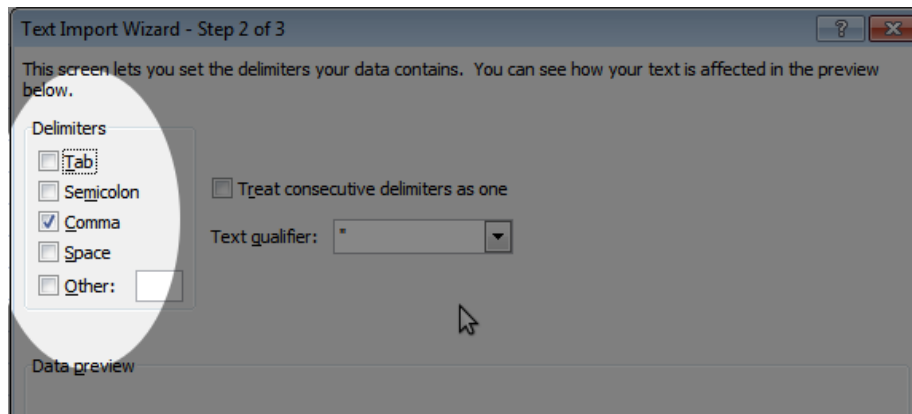 Text Import Wizard - Step 2 of 3
This screen lets you set the delimiters your data contains.  You can see how your text is affected in the preview
below.
Delimiters
Tab
Semicolon
Treat consecutive delimiters as one
Comma
Text qualifier: "
Space
Other:
Data preview